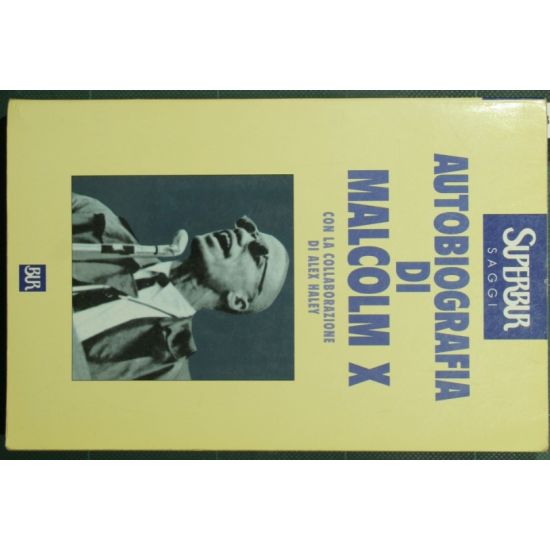 SUPERBUR
SAGGI
AUTOBIOGRAFIA
DI
MALCOLM X
CON LA COLLABORAZIONE
DI ALEX HALEY
BUR